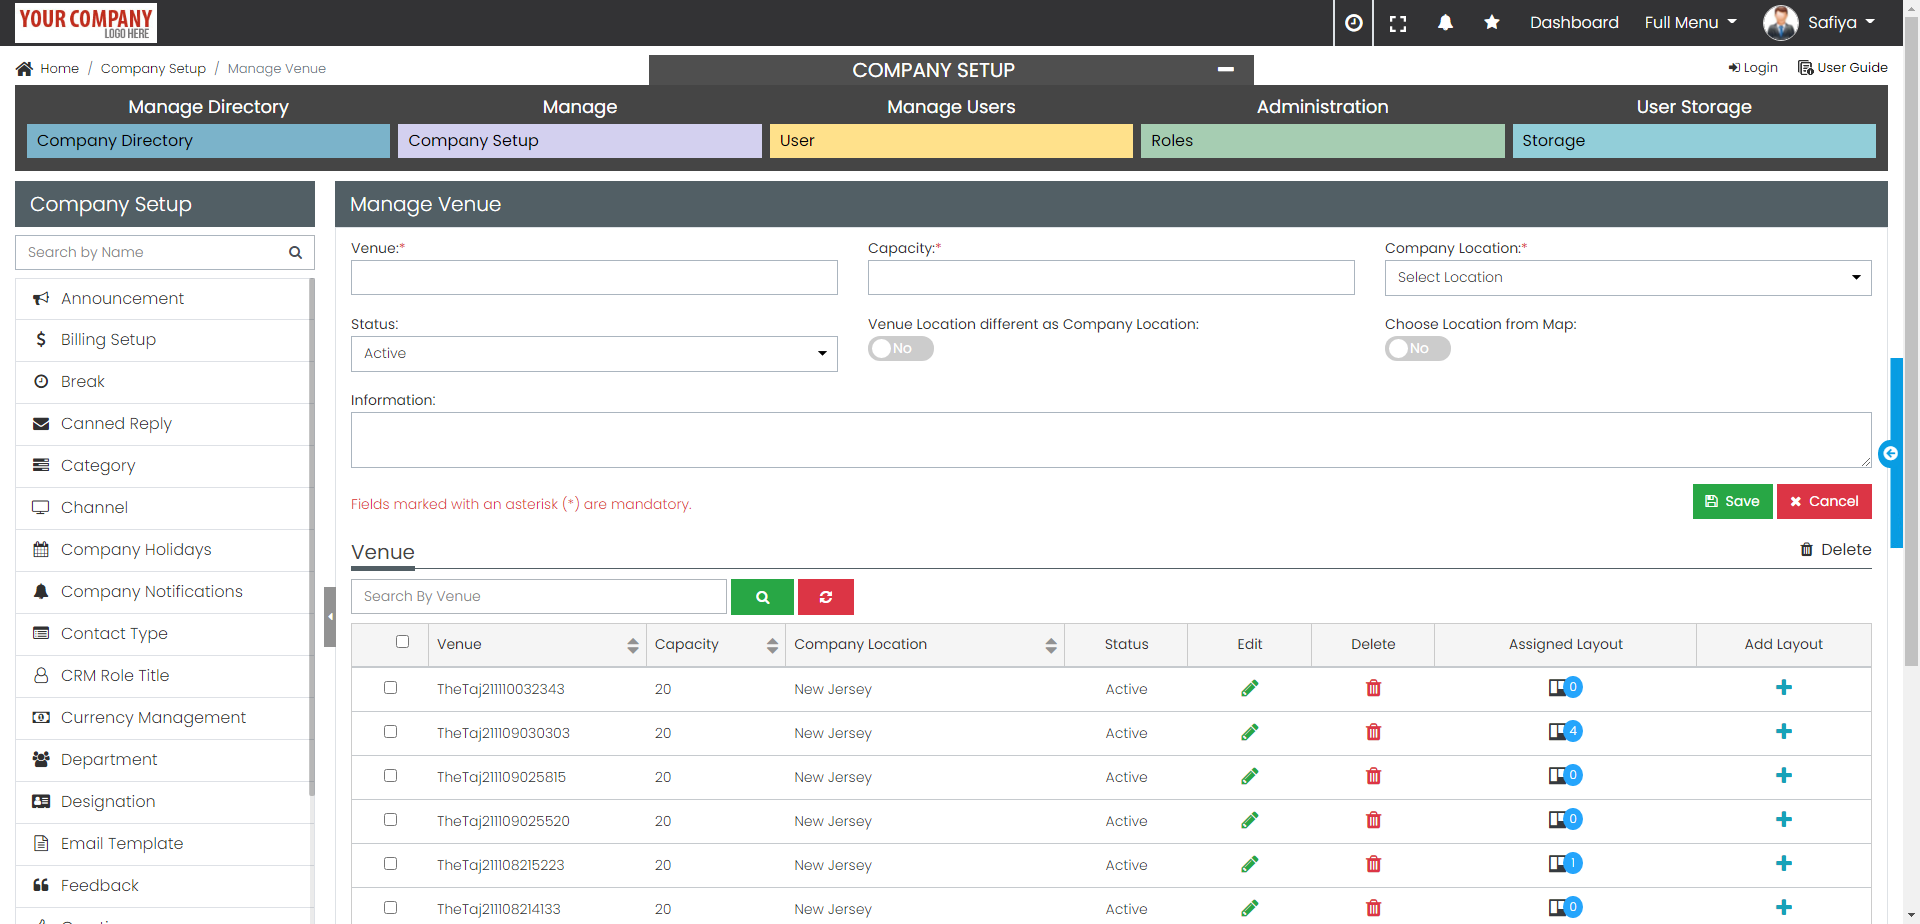 YOUR COMPANY
LOGO HERE
Dashboard
Full Menu
Safiya
Home / Company Setup / Manage Venue
COMPANY SETUP
Login
User Guide
Manage Directory
Manage
Manage Users
Administration
User Storage
Company Directory
Company Setup
User
Roles
Storage
Company Setup
Search by Name
Announcement
Billing Setup
Break
Canned Reply
Category
Channel
Company Holidays
Company Notifications
Contact Type
CRM Role Title
Currency Management
Department
Designation
Email Template
Feedback
Manage Venue
Venue:*
Capacity:*
Company Location:*
Select Location
Status:
Venue Location different as Company Location:
Choose Location from Map:
Active
No
No
Information:
Fields marked with an asterisk (*) are mandatory.
Save
Cancel
Venue
Delete
Search By Venue
Venue Capacity Company Location Status Edit Delete Assigned Layout Add Layout
TheTaj211110032343 20 New Jersey Active 0
TheTaj211109030303 20 New Jersey Active 4
TheTaj211109025815 20 New Jersey Active 0
TheTaj211109025520 20 New Jersey Active 0
TheTaj211108215223 20 New Jersey Active 1
TheTaj211108214133 20 New Jersey Active 0